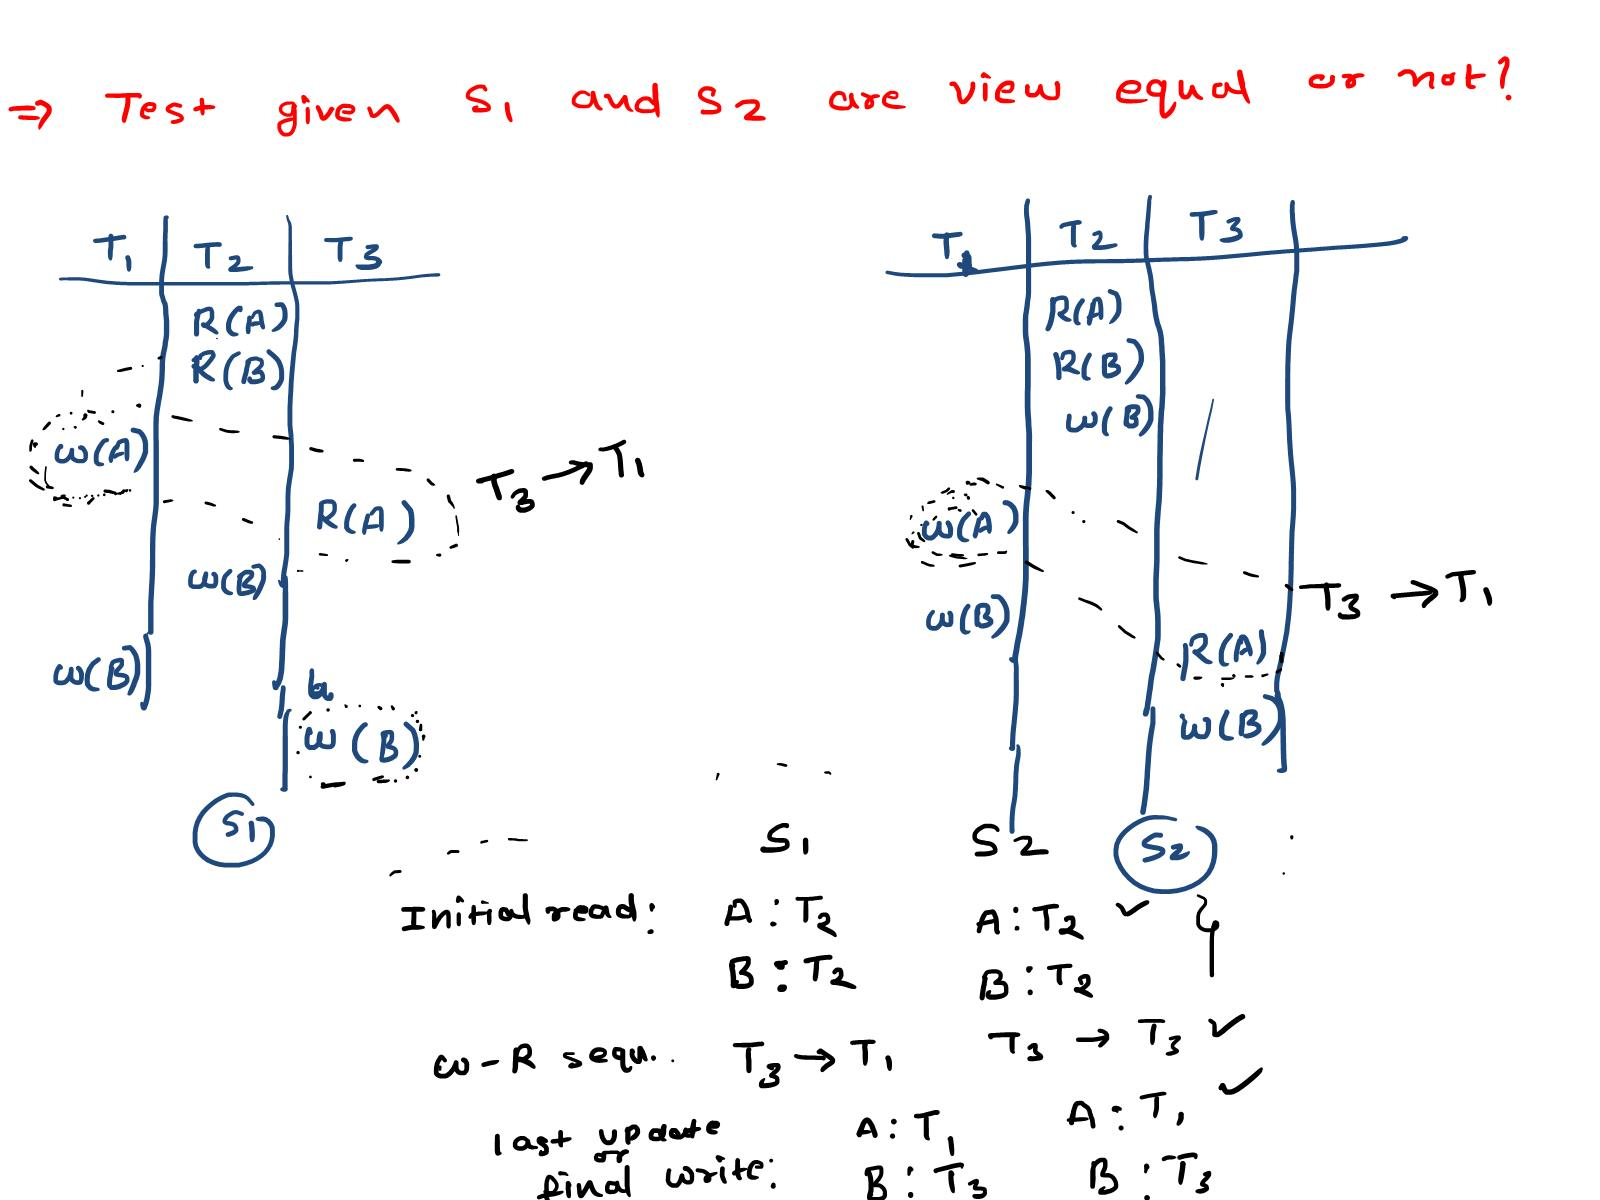 ⇒ Test given S1 and S2 are view equal or not?
T1 T2 T3
R(A)
R(B)
W(A)
R(A)
W(B)
W(B)
W(B)
S1
T3 → T1
T1 T2 T3
R(A)
R(B)
W(B)
W(A)
W(B)
R(A)
W(B)
S2
T3 → T1
S1 S2
Initial read: A : T2 A : T2 ✓
B : T2 B : T2
W-R sequ. T3 → T1 T3 → T3 ✓
last update A : T1 A : T1 ✓
or
final write: B : T3 B : T3